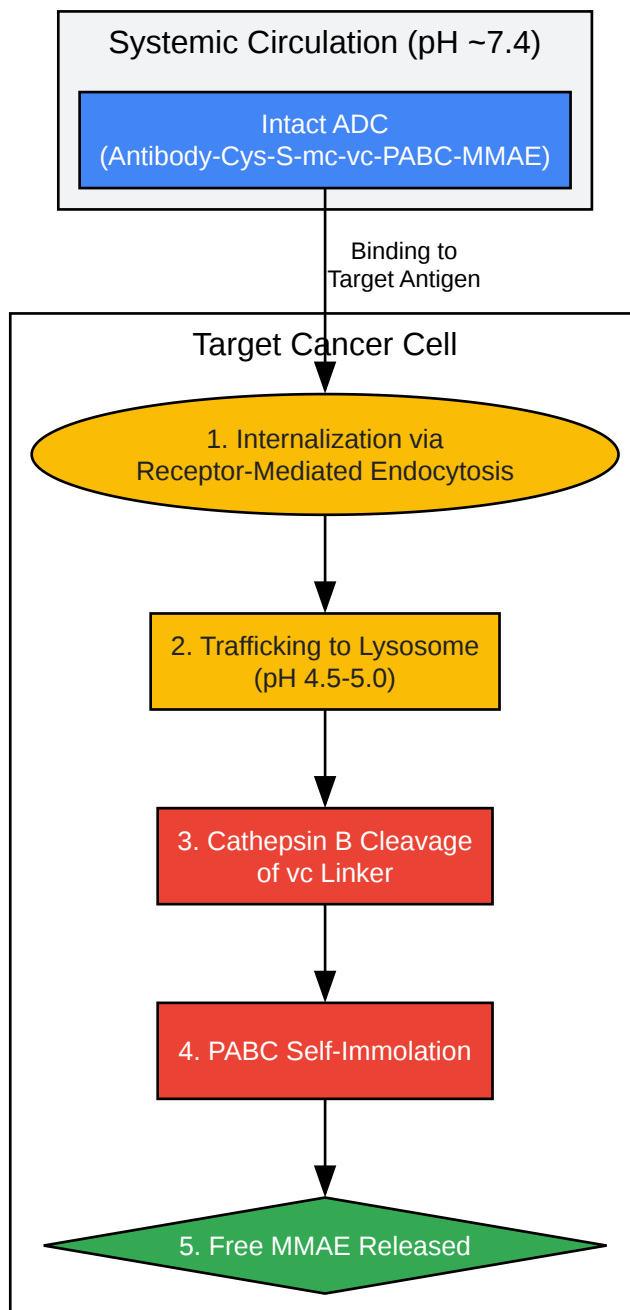 Systemic Circulation (pH ~7.4)
Intact ADC
(Antibody-Cys-S-mc-vc-PABC-MMAE)
Binding to
Target Antigen
Target Cancer Cell
1. Internalization via
Receptor-Mediated Endocytosis
2. Trafficking to Lysosome
(pH 4.5-5.0)
3. Cathepsin B Cleavage
of vc Linker
4. PABC Self-Immolation
5. Free MMAE Released